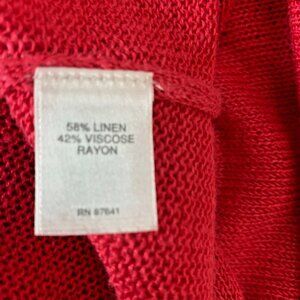 58% LINEN
42% VISCOSE
RAYON
RN 87641